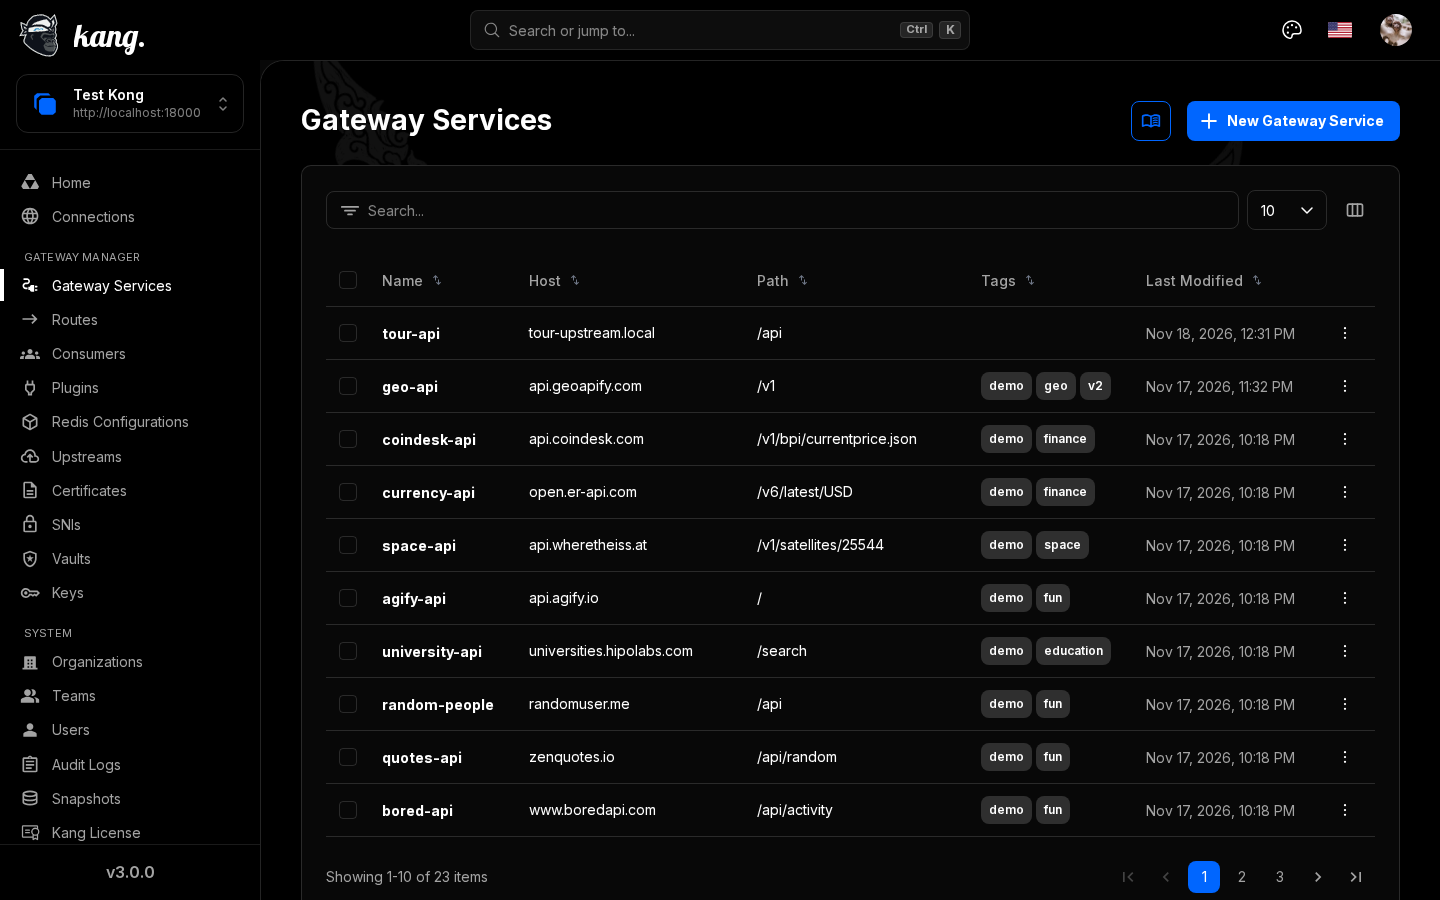 kang.
Search or jump to...
Ctrl
K
Test Kong
http://localhost:18000
Home
Connections
GATEWAY MANAGER
Gateway Services
Routes
Consumers
Plugins
Redis Configurations
Upstreams
Certificates
SNIs
Vaults
Keys
SYSTEM
Organizations
Teams
Users
Audit Logs
Snapshots
Kang License
v3.0.0
Gateway Services
New Gateway Service
Search...
10
Name Host Path Tags Last Modified
tour-api tour-upstream.local /api Nov 18, 2026, 12:31 PM
geo-api api.geoapify.com /v1 demo geo v2 Nov 17, 2026, 11:32 PM
coindesk-api api.coindesk.com /v1/bpi/currentprice.json demo finance Nov 17, 2026, 10:18 PM
currency-api open.er-api.com /v6/latest/USD demo finance Nov 17, 2026, 10:18 PM
space-api api.wheretheiss.at /v1/satellites/25544 demo space Nov 17, 2026, 10:18 PM
agify-api api.agify.io / demo fun Nov 17, 2026, 10:18 PM
university-api universities.hipolabs.com /search demo education Nov 17, 2026, 10:18 PM
random-people randomuser.me /api demo fun Nov 17, 2026, 10:18 PM
quotes-api zenquotes.io /api/random demo fun Nov 17, 2026, 10:18 PM
bored-api www.boredapi.com /api/activity demo fun Nov 17, 2026, 10:18 PM
Showing 1-10 of 23 items
1 2 3